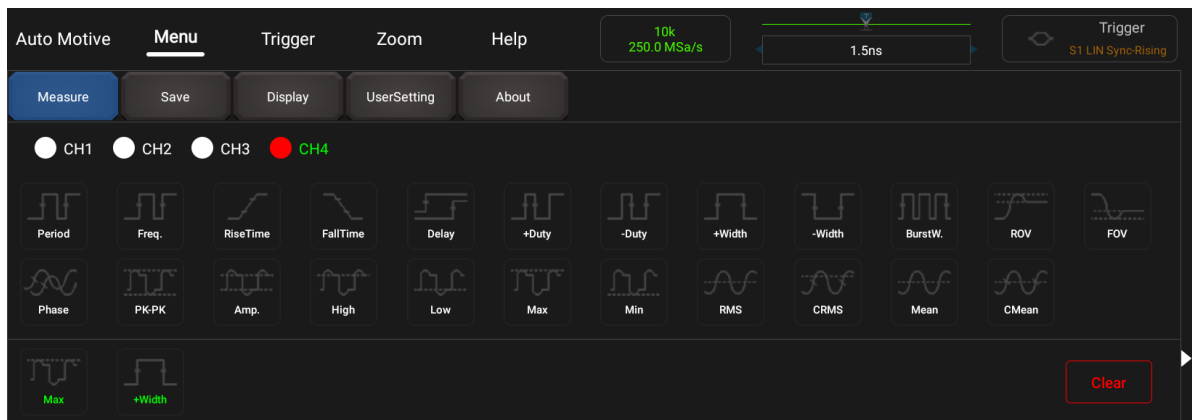 Auto Motive Menu Trigger Zoom Help
10k
250.0 MSa/s
T
1.5ns
Trigger
S1 LIN Sync-Rising
Measure Save Display UserSetting About
CH1 CH2 CH3 CH4
Period Freq. RiseTime FallTime Delay +Duty -Duty +Width -Width BurstW. ROV FOV
Phase PK-PK Amp. High Low Max Min RMS CRMS Mean CMean
Max +Width
Clear